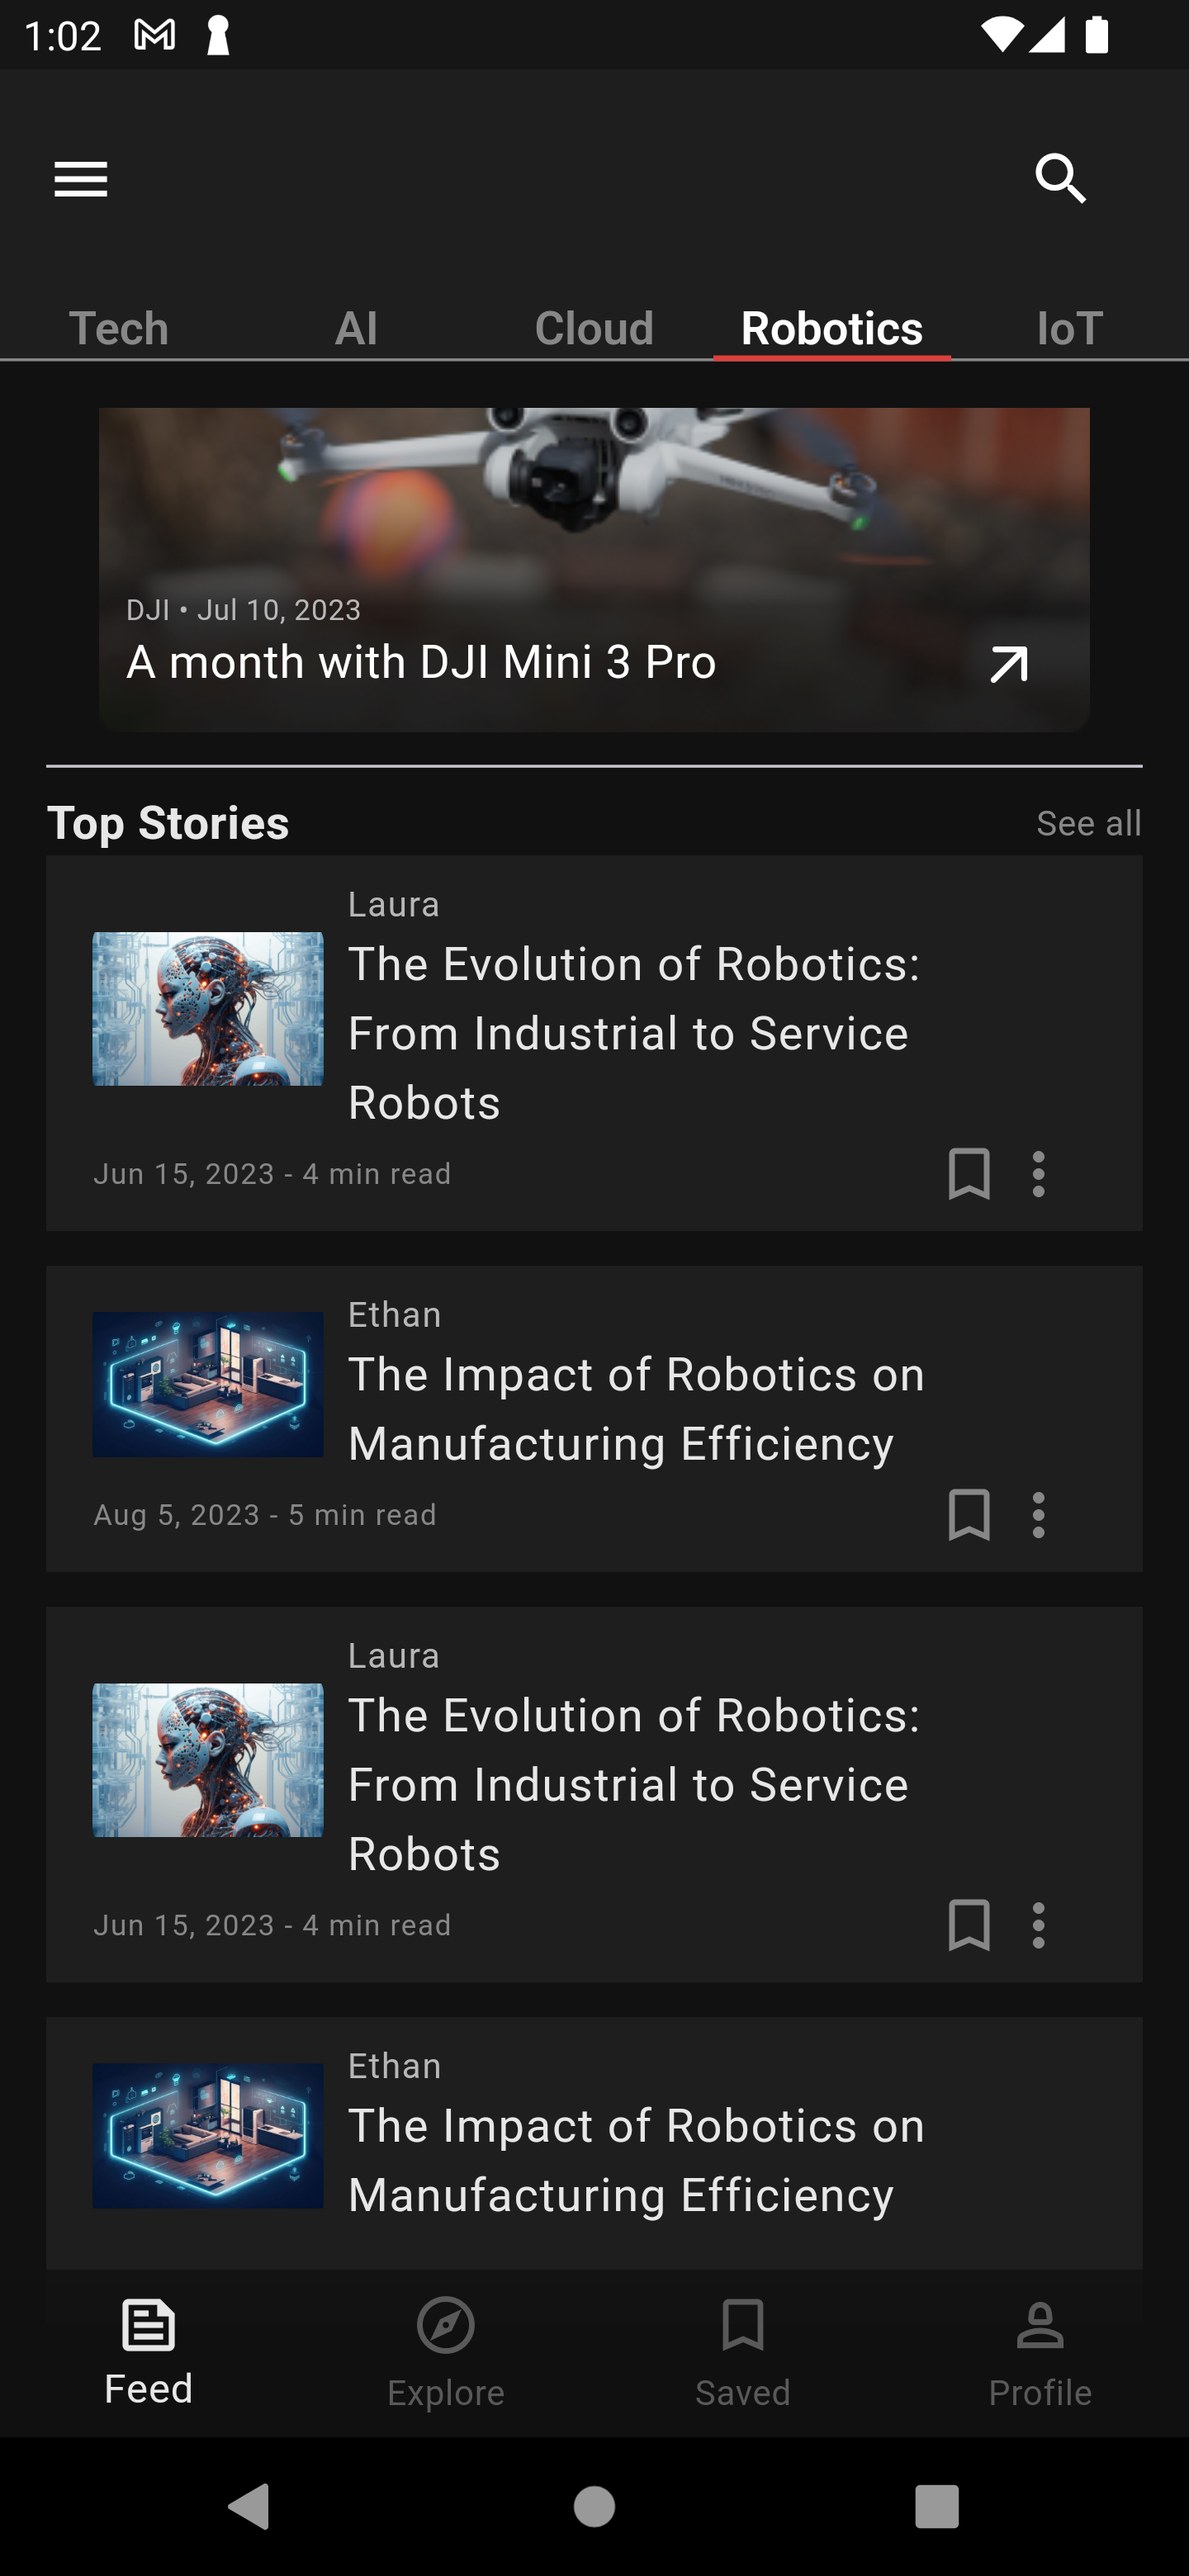 1:02
Tech AI Cloud Robotics IoT
DJI • Jul 10, 2023
A month with DJI Mini 3 Pro
Top Stories See all
Laura
The Evolution of Robotics:
From Industrial to Service
Robots
Jun 15, 2023 - 4 min read
Ethan
The Impact of Robotics on
Manufacturing Efficiency
Aug 5, 2023 - 5 min read
Laura
The Evolution of Robotics:
From Industrial to Service
Robots
Jun 15, 2023 - 4 min read
Ethan
The Impact of Robotics on
Manufacturing Efficiency
Feed Explore Saved Profile